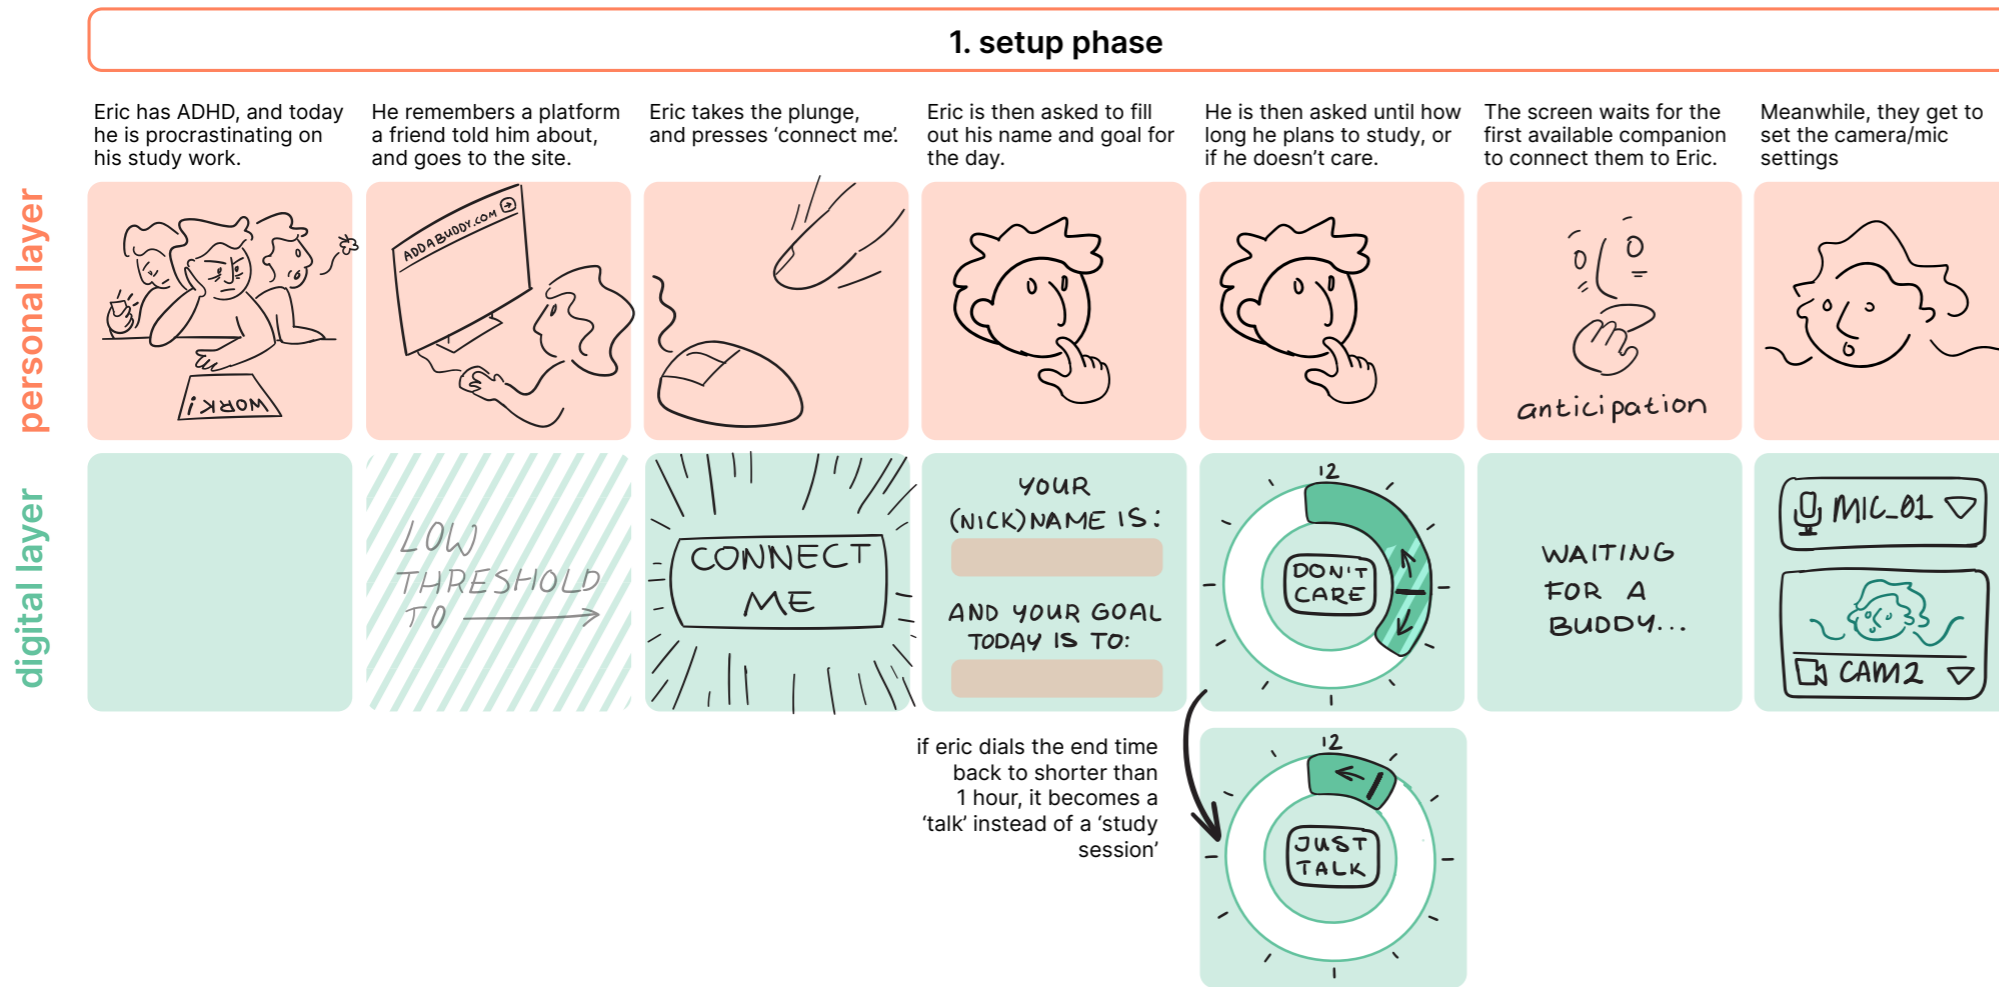 1. setup phase
Eric has ADHD, and today
he is procrastinating on
his study work.
He remembers a platform
a friend told him about,
and goes to the site.
Eric takes the plunge,
and presses ‘connect me’.
Eric is then asked to fill
out his name and goal for
the day.
He is then asked until how
long he plans to study, or
if he doesn’t care.
The screen waits for the
first available companion
to connect them to Eric.
Meanwhile, they get to
set the camera/mic
settings
personal layer
WORK!
ADDABUDDY.COM
anticipation
digital layer
LOW
THRESHOLD
TO
CONNECT
ME
YOUR
(NICK)NAME IS:
AND YOUR GOAL
TODAY IS TO:
12
DON'T
CARE
WAITING
FOR A
BUDDY...
MIC_01
CAM2
if eric dials the end time
back to shorter than
1 hour, it becomes a
‘talk’ instead of a ‘study
session’
12
JUST
TALK